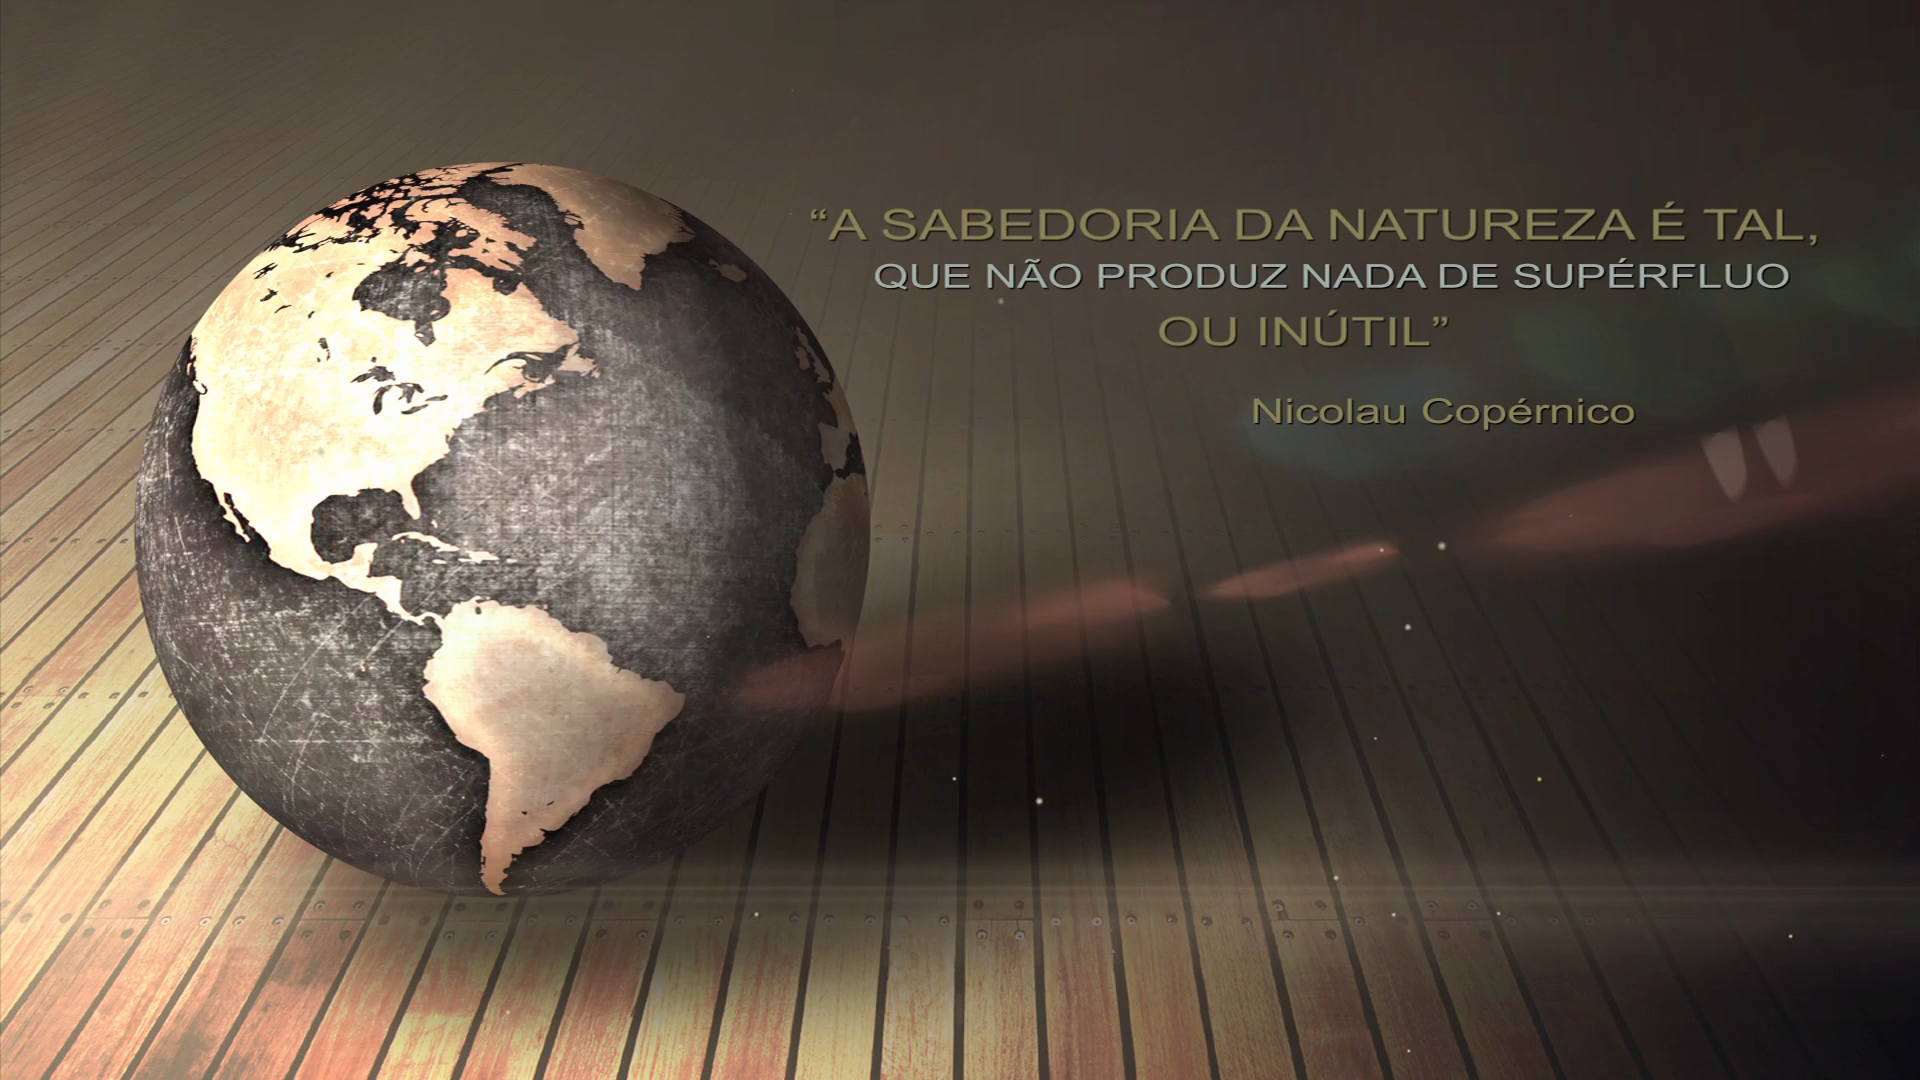 “A SABEDORIA DA NATUREZA É TAL,
QUE NÃO PRODUZ NADA DE SUPÉRFLUO
OU INÚTIL”
Nicolau Copérnico
"